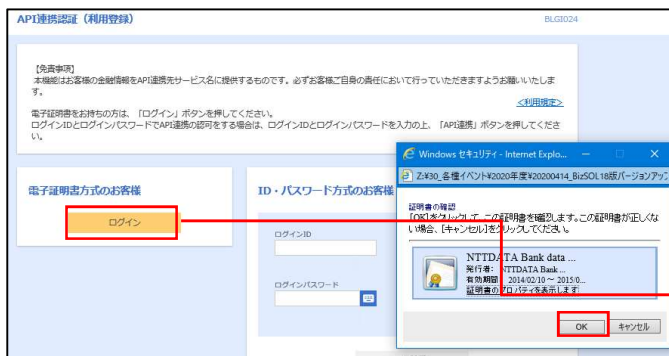 API連携認証（利用登録）
BLGI024
【免責事項】
本機能はお客様の金融情報をAPI連携先サービス名に提供するものです。必ずお客様ご自身の責任において行っていただきますようお願いいたしま
す。
<利用規定>
電子証明書をお持ちの方は、「ログイン」ボタンを押してください。
ログインIDとログインパスワードでAPI連携の認可をする場合は、ログインIDとログインパスワードを入力の上、「API連携」ボタンを押してくださ
い。
電子証明書方式のお客様
ログイン
ID・パスワード方式のお客様
ログインID
ログインパスワード
Windows セキュリティ - Internet Explo...
Z:¥30_各種イベント¥2020年度¥20200414_BizSOL18版バージョンアップ
証明書の確認
[OK]をクリックして、この証明書を確認します。この証明書が正しくな
い場合、[キャンセル]をクリックしてください。
NTTDATA Bank data ...
発行者: NTTDATA Bank ...
有効期間: 2014/02/10 ～ 2015/0...
証明書のプロパティを表示します
OK
キャンセル